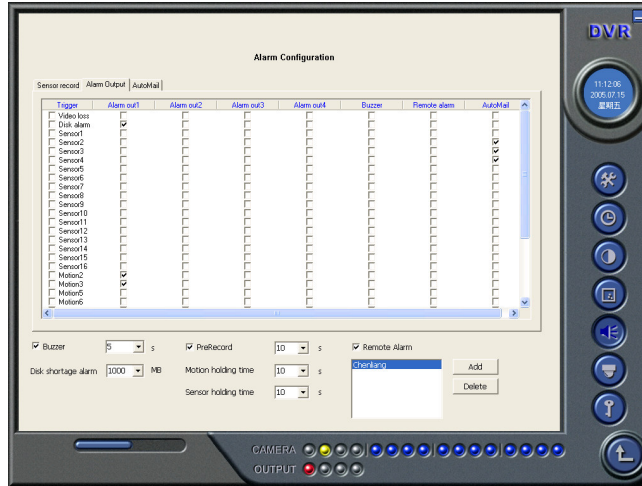 DVR
Alarm Configuration
11:12:06
2005.07.15
星期五
Sensor record Alarm Output AutoMail
Trigger Alarm out1 Alarm out2 Alarm out3 Alarm out4 Buzzer Remote alarm AutoMail
Video loss
Disk alarm
Sensor1
Sensor2
Sensor3
Sensor4
Sensor5
Sensor6
Sensor7
Sensor8
Sensor9
Sensor10
Sensor11
Sensor12
Sensor13
Sensor14
Sensor15
Sensor16
Motion2
Motion3
Motion5
Motion6
Buzzer 5 s PreRecord 10 s Remote Alarm
Disk shortage alarm 1000 MB Motion holding time 10 s Chenliang Add
Sensor holding time 10 s Delete
CAMERA
OUTPUT